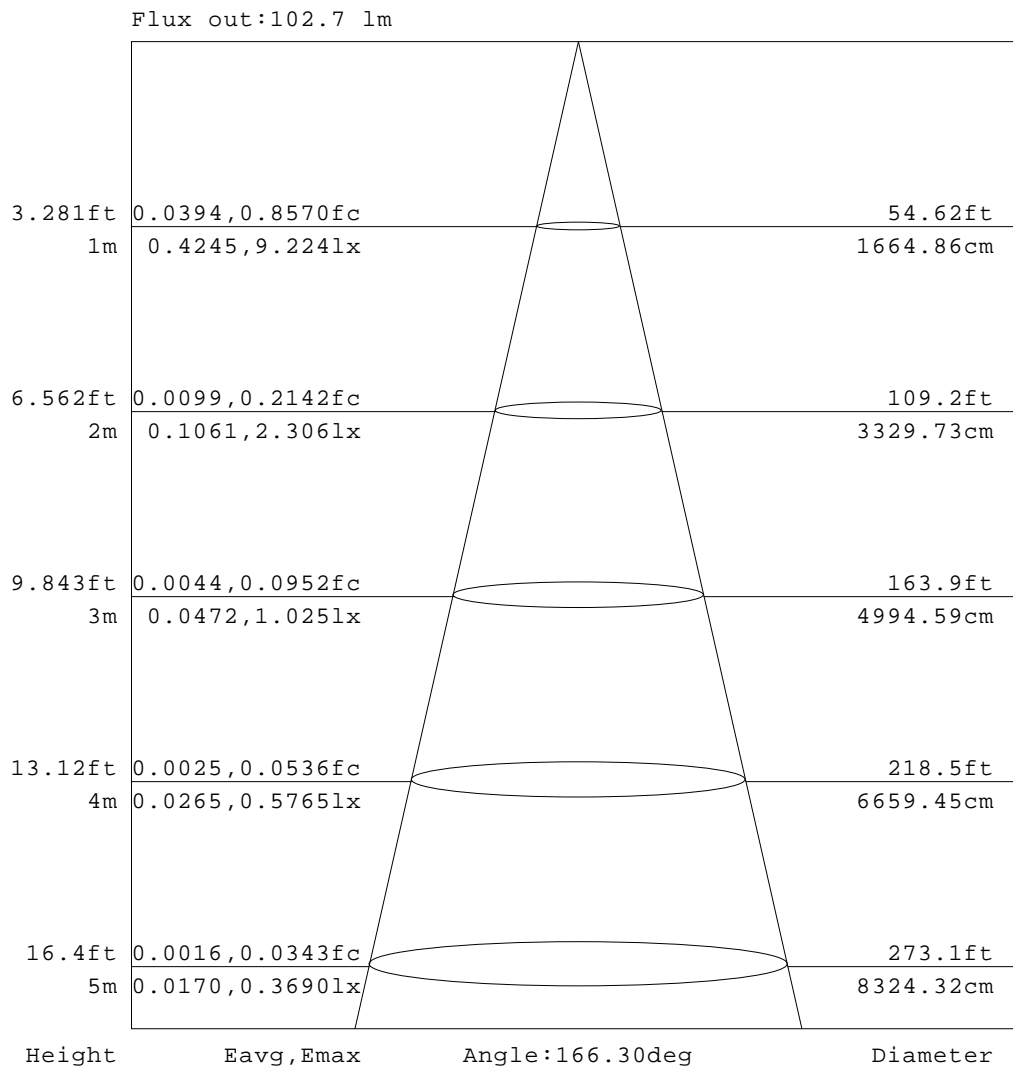 Flux out:102.7 lm
3.281ft 0.0394,0.8570fc 54.62ft
1m 0.4245,9.224lx 1664.86cm
6.562ft 0.0099,0.2142fc 109.2ft
2m 0.1061,2.306lx 3329.73cm
9.843ft 0.0044,0.0952fc 163.9ft
3m 0.0472,1.025lx 4994.59cm
13.12ft 0.0025,0.0536fc 218.5ft
4m 0.0265,0.5765lx 6659.45cm
16.4ft 0.0016,0.0343fc 273.1ft
5m 0.0170,0.3690lx 8324.32cm
Height Eavg,Emax Angle:166.30deg Diameter